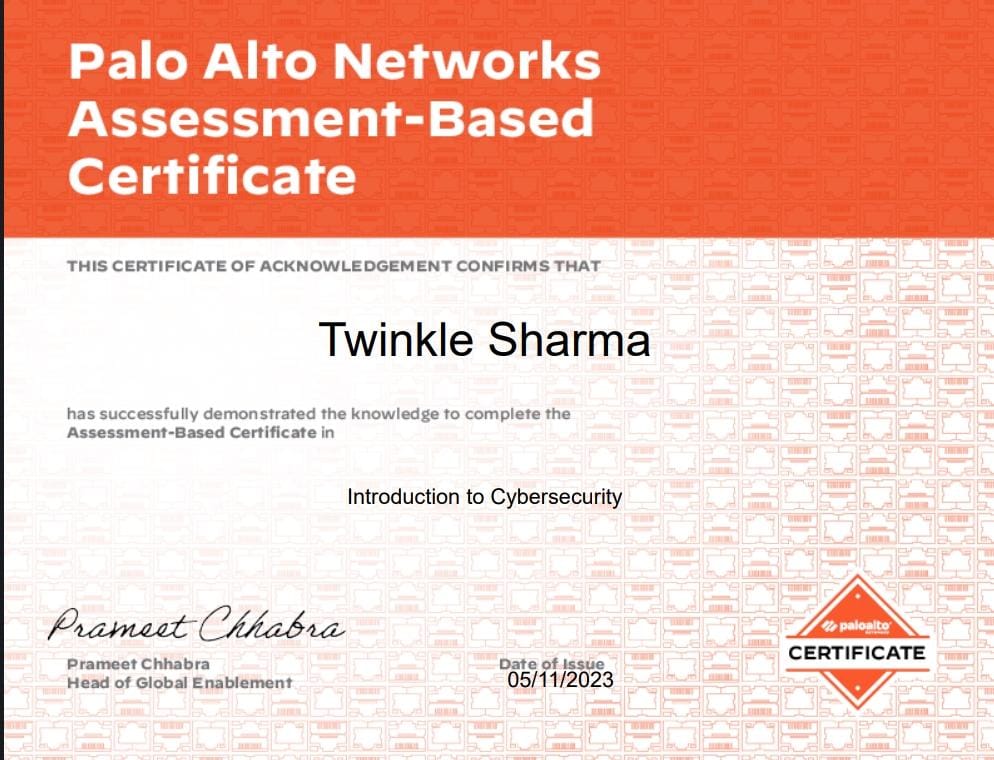 Palo Alto Networks
Assessment-Based
Certificate
THIS CERTIFICATE OF ACKNOWLEDGEMENT CONFIRMS THAT
Twinkle Sharma
has successfully demonstrated the knowledge to complete the
Assessment-Based Certificate in
Introduction to Cybersecurity
Prameet Chhabra
Prameet Chhabra
Head of Global Enablement
Date of Issue
05/11/2023
paloalto
NETWORKS
CERTIFICATE